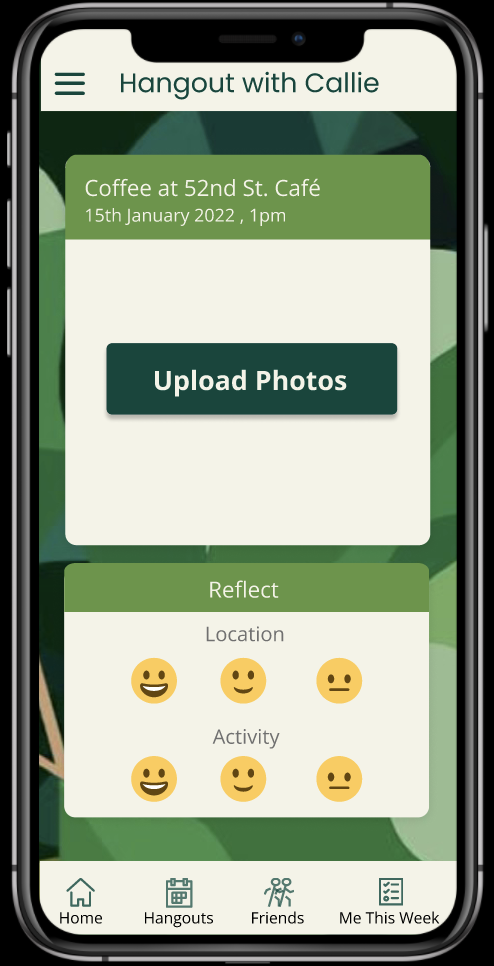 Hangout with Callie
Coffee at 52nd St. Café
15th January 2022 , 1pm
Upload Photos
Reflect
Location
Activity
Home
Hangouts
Friends
Me This Week